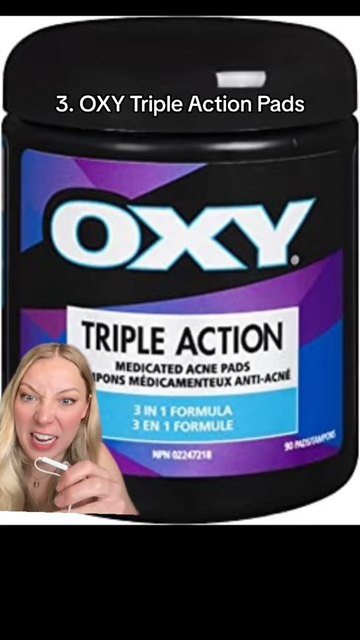 3. OXY Triple Action Pads
OXY®
TRIPLE ACTION
MEDICATED ACNE PADS
MPONS MÉDICAMENTEUX ANTI-ACNÉ
3 IN 1 FORMULA
3 EN 1 FORMULE
NPN 02247218
90 PADS/TAMPONS